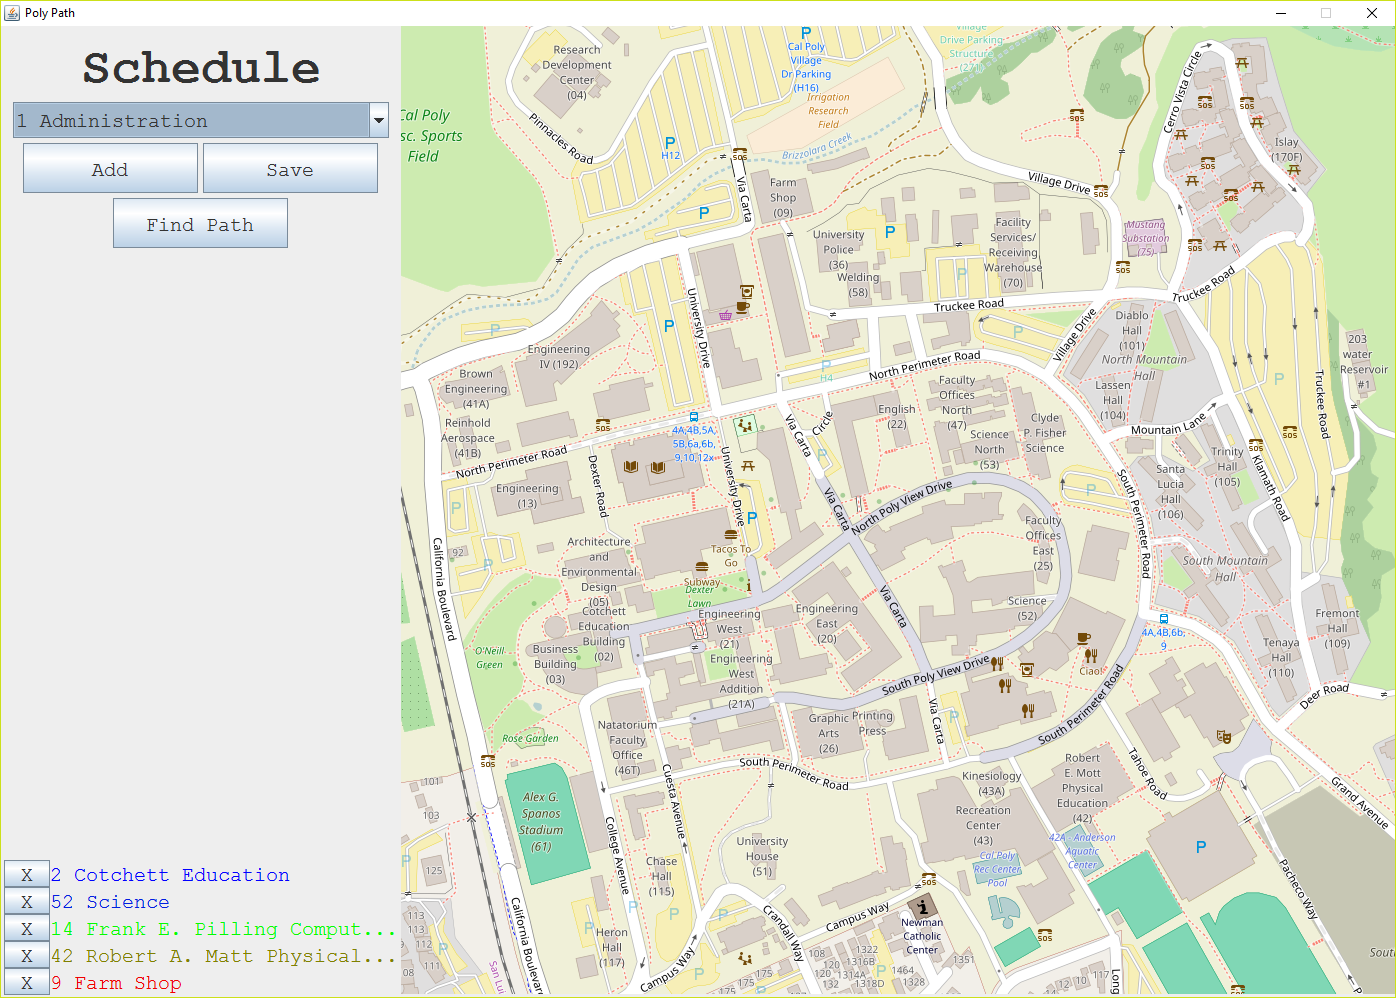 Poly Path
Schedule
1 Administration
Add
Save
Find Path
X 2 Cotchett Education
X 52 Science
X 14 Frank E. Pilling Comput...
X 42 Robert A. Matt Physical...
X 9 Farm Shop
Research
Development
Center
(04)
Pinnacles Road
Cal Poly
sc. Sports
Field
P
H12
P
Cal Poly
Village
Dr Parking
(H16)
Irrigation
Research
Field
Brizzolara Creek
Village
Drive Parking
Structure
(271)
SOS
Via Carta
Farm
Shop
(09)
University
Police
(36)
Welding
(58)
Facility
Services/
Receiving
Warehouse
(70)
Village Drive
Mustang
Substation
(75)
Cerro Vista Circle
Islay
(170F)
Truckee Road
Truckee Road
Truckee Road
Village Drive
Diablo
Hall
(101)
North Mountain
Hall
Lassen
Hall
(104)
203
water
Reservoir
#1
University Drive
Engineering
IV (192)
Brown
Engineering
(41A)
Reinhold
Aerospace
(41B)
North Perimeter Road
North Perimeter Road
P
H4
4A,4B,5A,
5B,6a,6b,
9,10,12x
University Drive
Via Carta
Circle
English
(22)
Faculty
Offices
North
(47)
Science
North
(53)
Clyde
P. Fisher
Science
Mountain Lane
Trinity
Hall
(105)
Santa
Lucia
Hall
(106)
Klamath Road
South Perimeter Road
South Mountain
Hall
Engineering
(13)
Dexter Road
92
California Boulevard
Architecture
and
Environmental
Design
(05)
Tacos To
Go
Subway
Dexter
Lawn
Via Carta
North Poly View Drive
Faculty
Offices
East
(25)
Cotchett
Education
Building
(02)
Business
Building
(03)
O'Neill
Green
Engineering
West
(21)
Engineering
West
Addition
(21A)
Engineering
East
(20)
Via Carta
Science
(52)
South Poly View Drive
Ciao!
4A,4B,6b,
9
Fremont
Hall
(109)
Tenaya
Hall
(110)
Deer Road
Rose Garden
Natatorium
Faculty
Office
(46T)
Graphic
Arts
(26)
Printing
Press
Via Carta
South Perimeter Road
South Perimeter Road
Kinesiology
(43A)
Robert
E. Mott
Physical
Education
(42)
Tahoe Road
Grand Avenue
101
103
125
113
111
108
Alex G.
Spanos
Stadium
(61)
Cuesta Avenue
College Avenue
University
House
(51)
Recreation
Center
(43)
Cal Poly
Rec Center
Pool
42A - Anderson
Aquatic
Center
Chase
Hall
(115)
Heron
Hall
(117)
California Boulevard
San Lui
Campus Way
Campus Way
Crandall Way
Newman
Catholic
Center
175
175
108
120
1322
1316 B
1314 A
132
1318 D
1464
1328
1351
10
12
117
Long
Pacheco Way
Sout